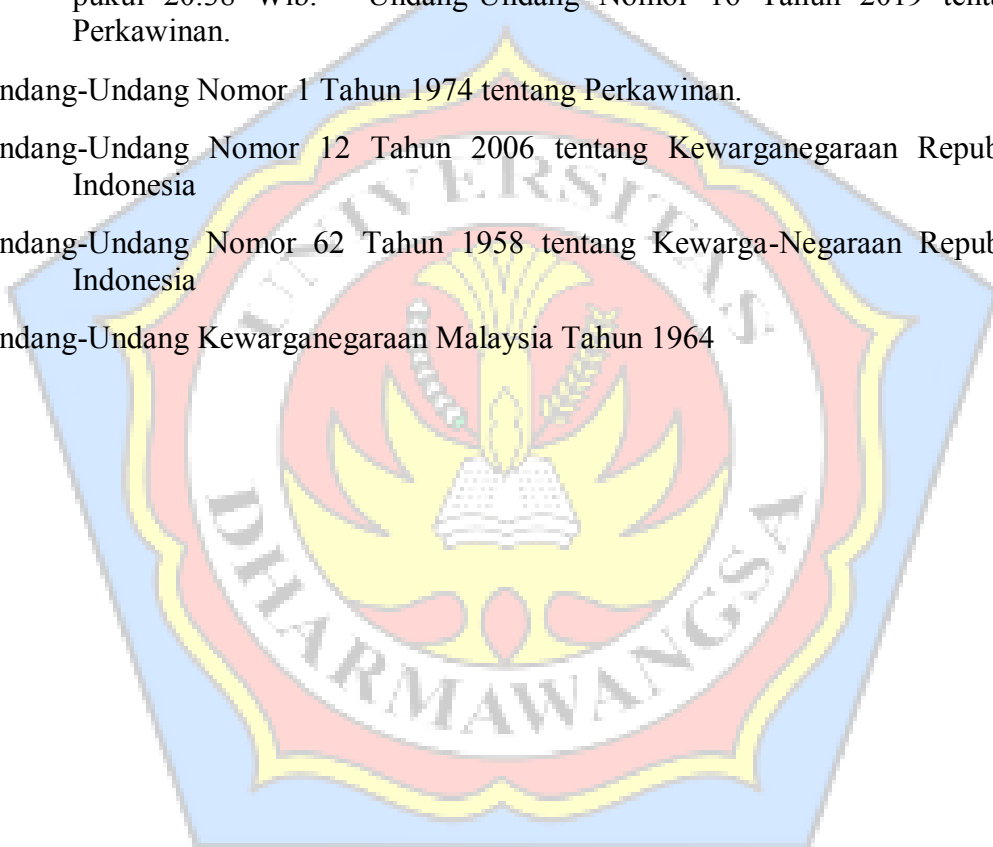 pukul 20.38 Wib. Undang-Undang Nomor 16 Tahun 2019 tenta
Perkawinan.
ndang-Undang Nomor 1 Tahun 1974 tentang Perkawinan.
ndang-Undang Nomor 12 Tahun 2006 tentang Kewarganegaraan Repub
Indonesia
ndang-Undang Nomor 62 Tahun 1958 tentang Kewarga-Negaraan Repub
Indonesia
ndang-Undang Kewarganegaraan Malaysia Tahun 1964
UNIVERSITAS
DHARMAWANGSA